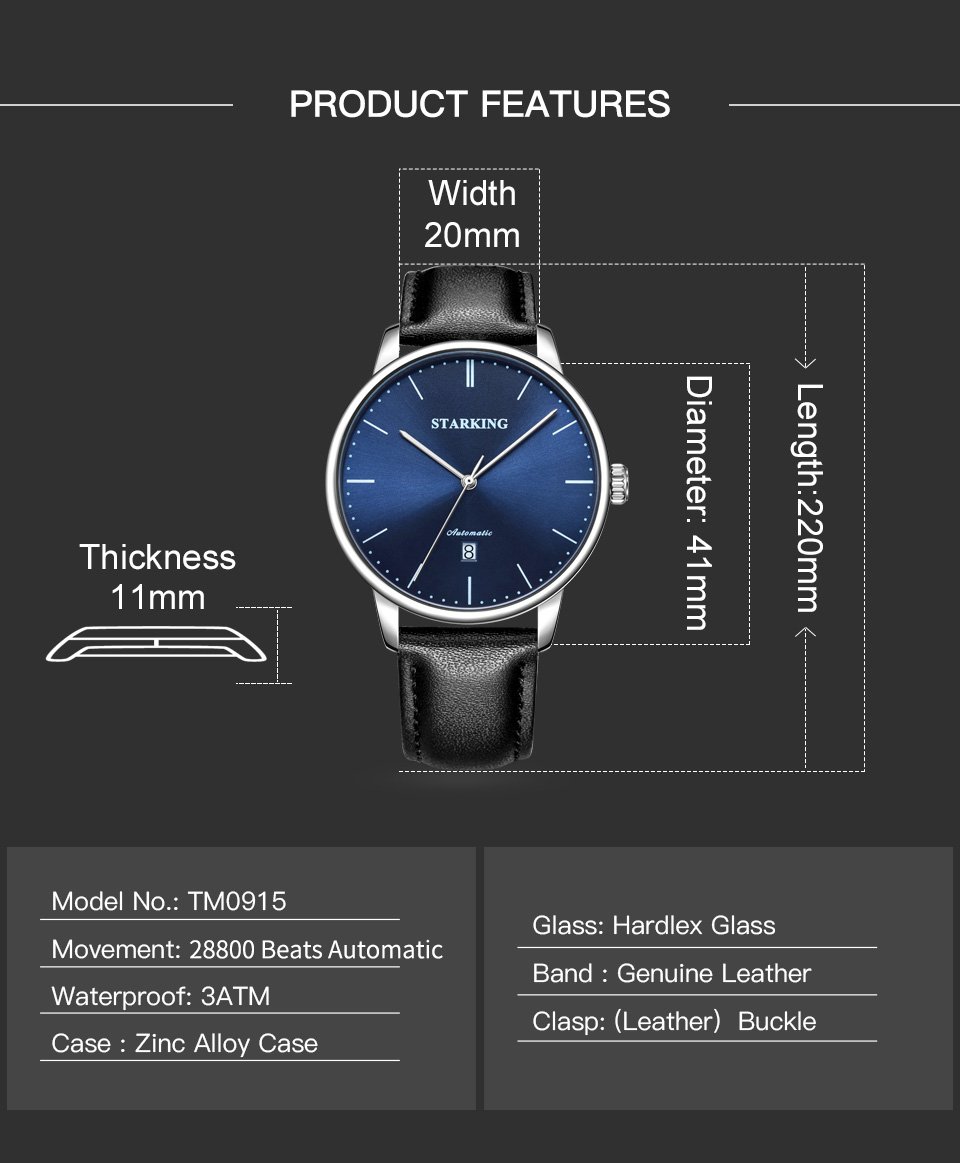 PRODUCT FEATURES
Width
20mm
STARKING
Automatic
8
Diameter: 41mm
Length:220mm
Thickness
11mm
Model No.: TM0915
Movement: 28800 Beats Automatic
Waterproof: 3ATM
Case : Zinc Alloy Case
Glass: Hardlex Glass
Band : Genuine Leather
Clasp: (Leather) Buckle